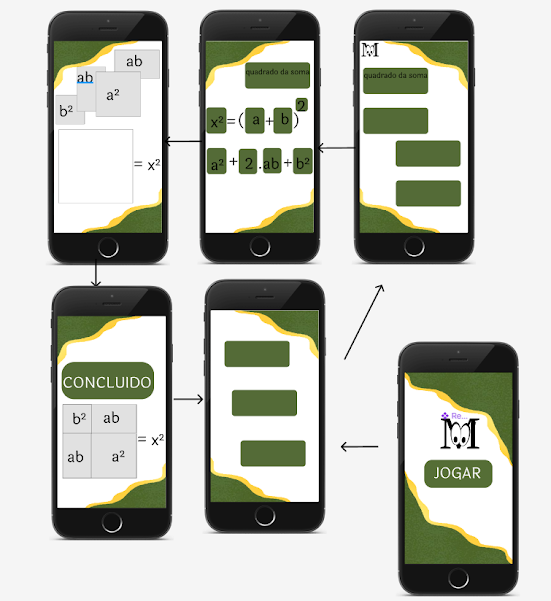 ab
ab
a²
b²
= x²
quadrado da soma
x² = ( a + b ) 2
a² + 2 . ab + b²
M
quadrado da soma
CONCLUIDO
b² ab
= x²
ab a²
Re...
M
JOGAR